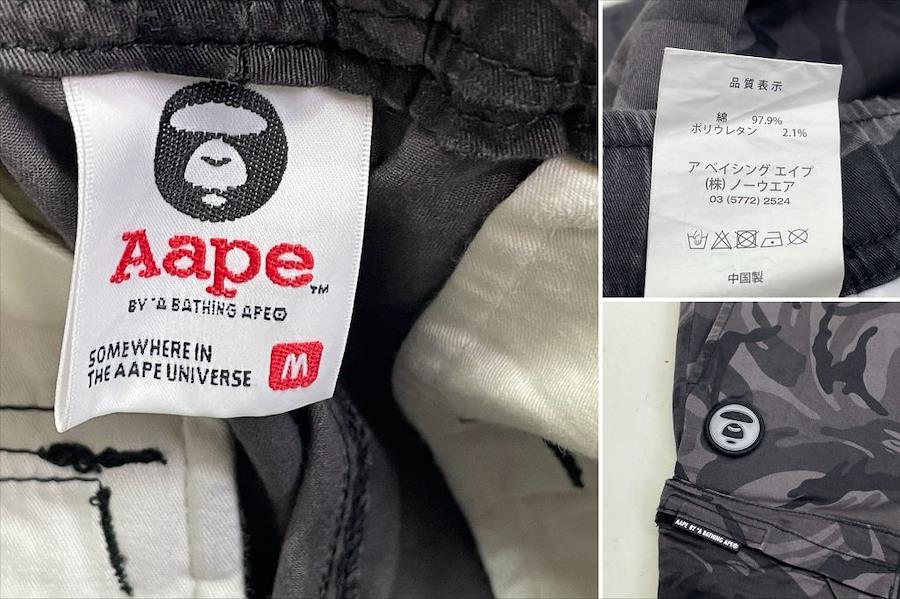 Aape™
BY *A BATHING APE®
SOMEWHERE IN
THE AAPE UNIVERSE
M
品質表示
綿 97.9%
ポリウレタン 2.1%
ア ベイシング エイプ
(株) ノーウエア
03 (5772) 2524
中国製
AAPE BY *A BATHING APE®